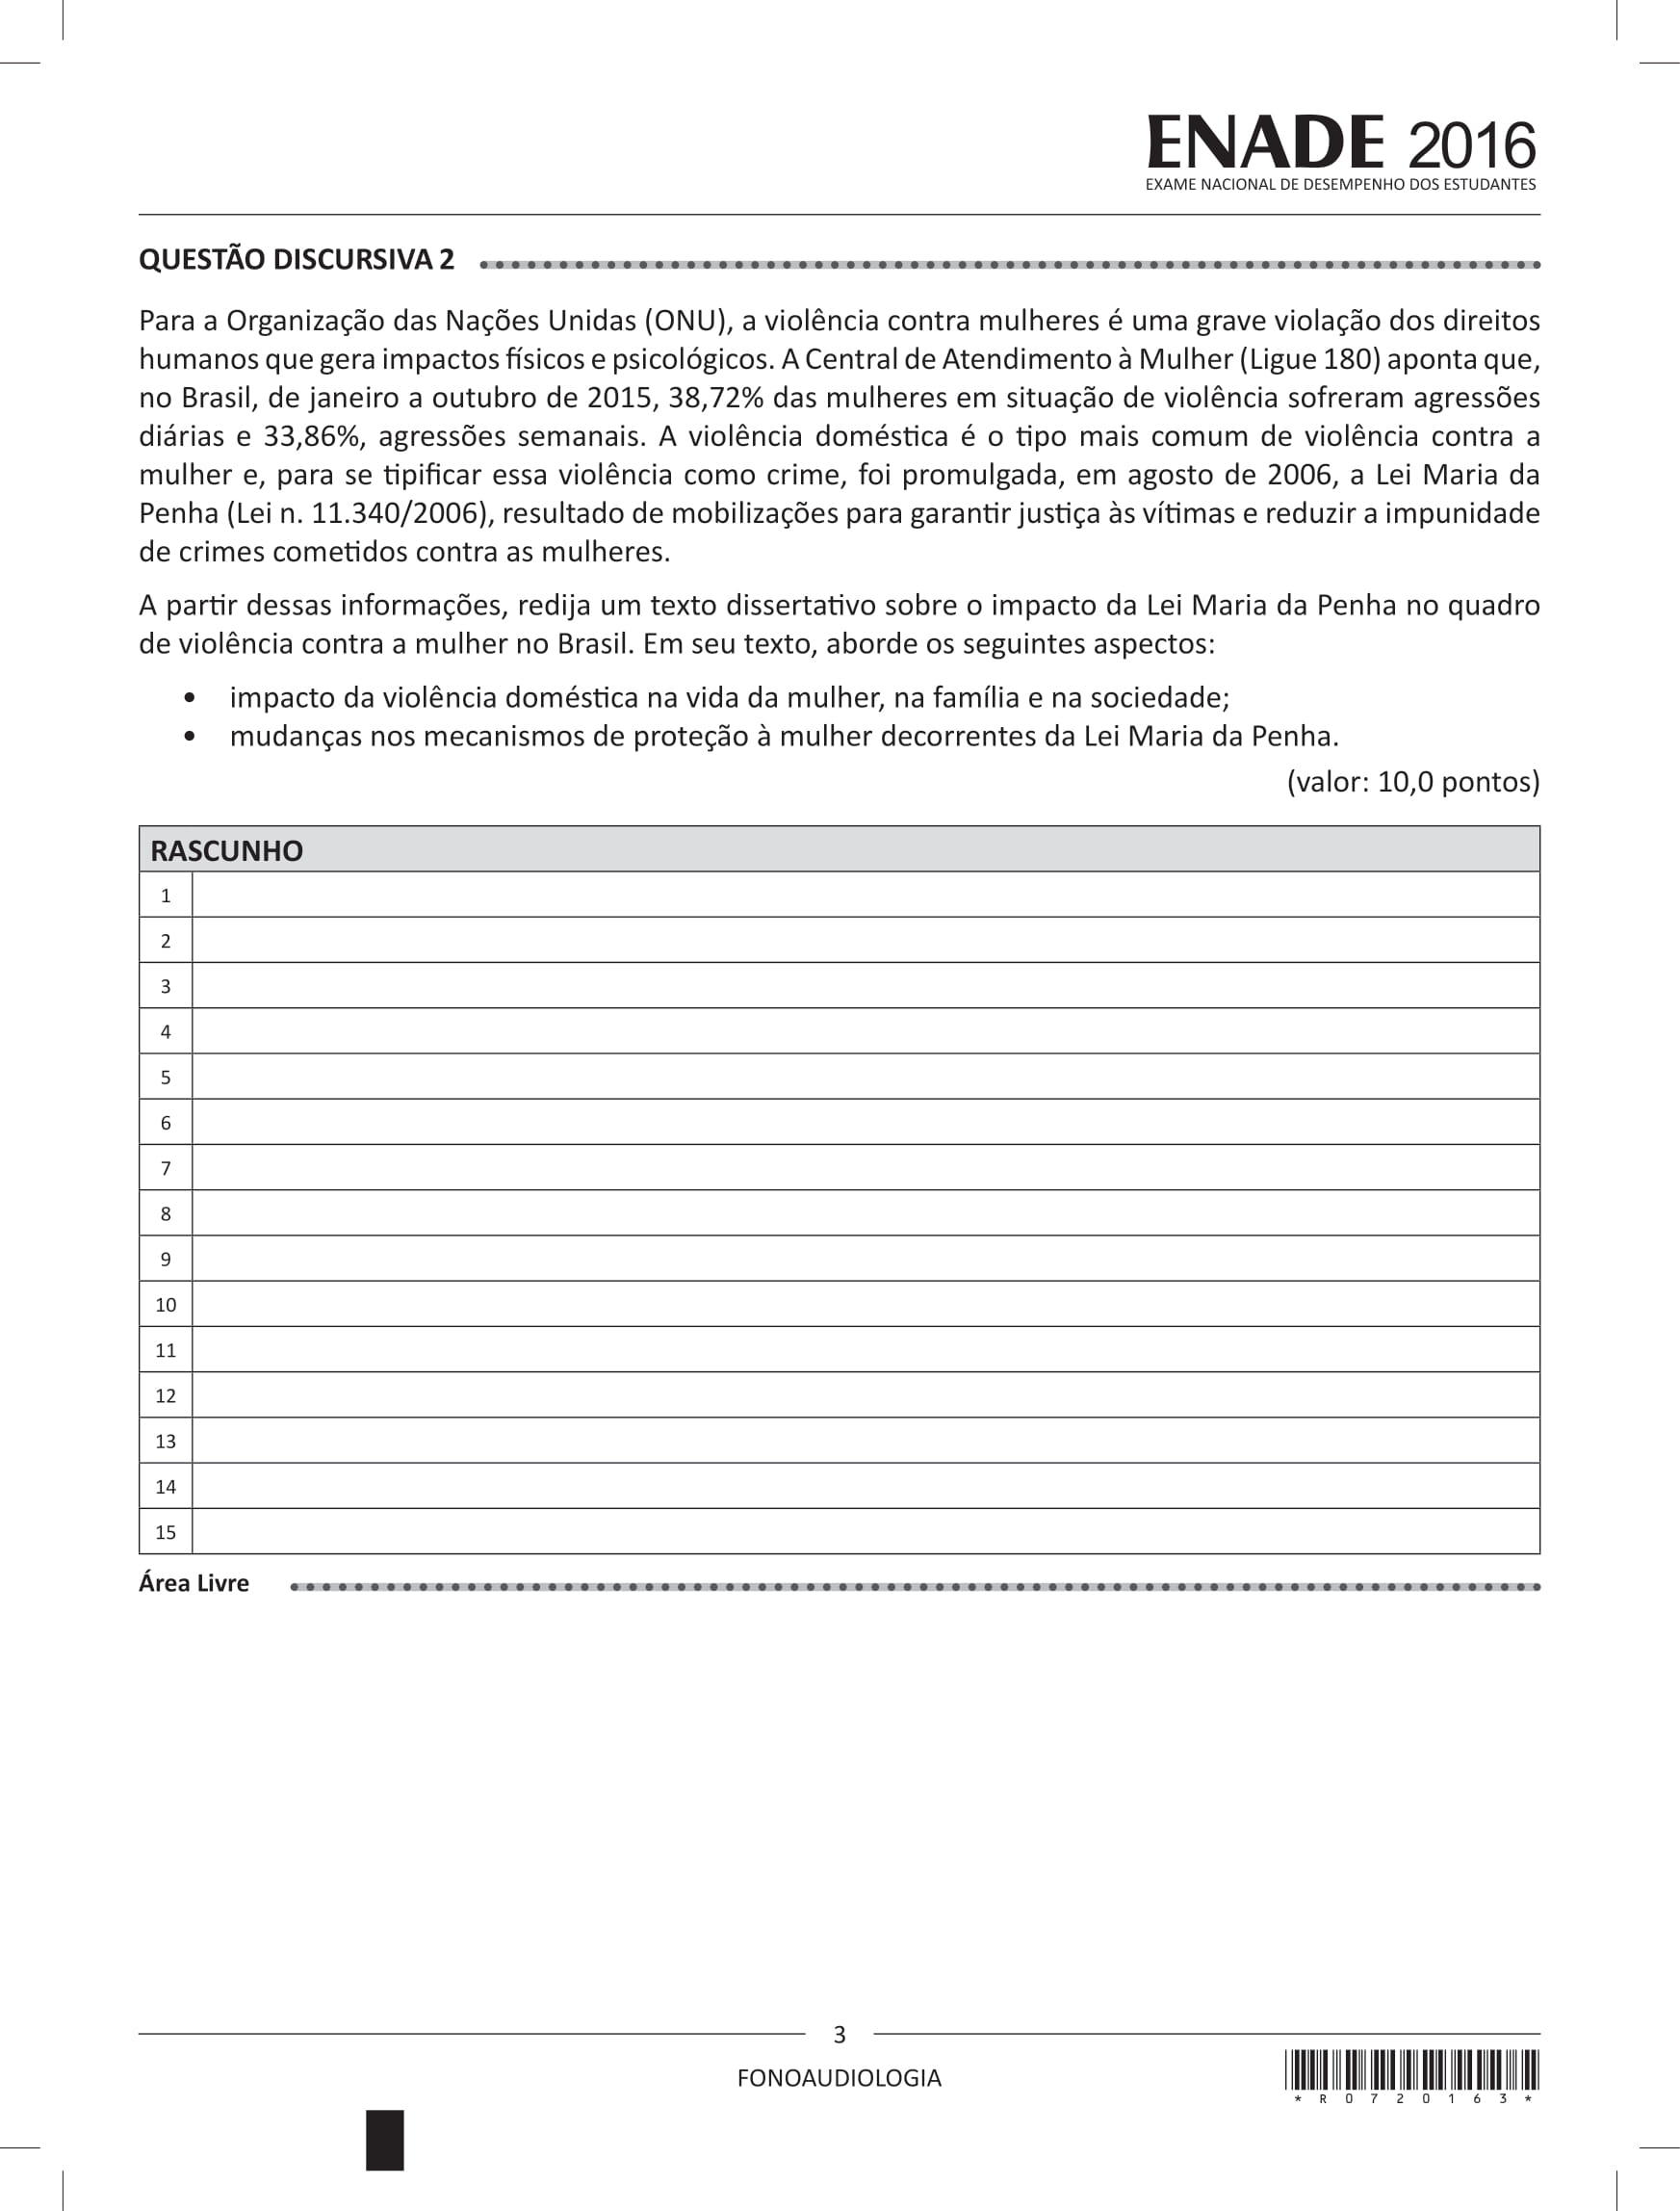 ENADE 2016
EXAME NACIONAL DE DESEMPENHO DOS ESTUDANTES
QUESTÃO DISCURSIVA 2
Para a Organização das Nações Unidas (ONU), a violência contra mulheres é uma grave violação dos direitos
humanos que gera impactos físicos e psicológicos. A Central de Atendimento à Mulher (Ligue 180) aponta que,
no Brasil, de janeiro a outubro de 2015, 38,72% das mulheres em situação de violência sofreram agressões
diárias e 33,86%, agressões semanais. A violência doméstica é o tipo mais comum de violência contra a
mulher e, para se tipificar essa violência como crime, foi promulgada, em agosto de 2006, a Lei Maria da
Penha (Lei n. 11.340/2006), resultado de mobilizações para garantir justiça às vítimas e reduzir a impunidade
de crimes cometidos contra as mulheres.
A partir dessas informações, redija um texto dissertativo sobre o impacto da Lei Maria da Penha no quadro
de violência contra a mulher no Brasil. Em seu texto, aborde os seguintes aspectos:
• impacto da violência doméstica na vida da mulher, na família e na sociedade;
• mudanças nos mecanismos de proteção à mulher decorrentes da Lei Maria da Penha.
(valor: 10,0 pontos)
RASCUNHO
1
2
3
4
5
6
7
8
9
10
11
12
13
14
15
Área Livre
3
FONOAUDIOLOGIA
*R0720163*